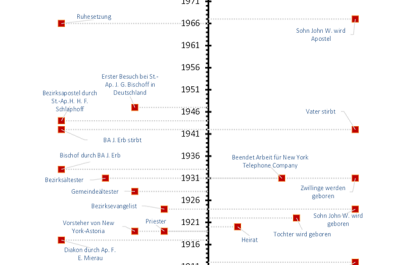 1971
Ruhesetzung
1966
Sohn John W. wird
Apostel
1961
1956
Erster Besuch bei St.-
Ap. J. G. Bischoff in
Deutschland
1951
Bezirksapostel durch
St.-Ap.H. H. F.
Schlaphoff
1946
Vater stirbt
BA J. Erb stirbt
1941
1936
Bischof durch BA J. Erb
Beendet Arbeit fur New York
Telephone Company
Bezirksältester
1931
Zwillinge werden
geboren
Gemeindeältester
1926
Bezirksevangelist
1921
Sohn John W. wird
geboren
Vorsteher von New
York-Astoria
Priester
Tochter wird geboren
Heirat
1916
Diakon durch Ap. F.
E. Mierau
1911